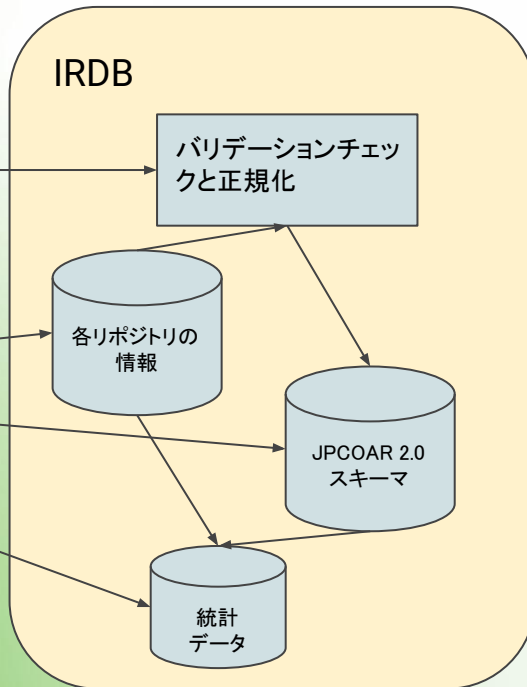 IRDB
バリデーションチェッ
クと正規化
各リポジトリの
情報
JPCOAR 2.0
スキーマ
統計
データ